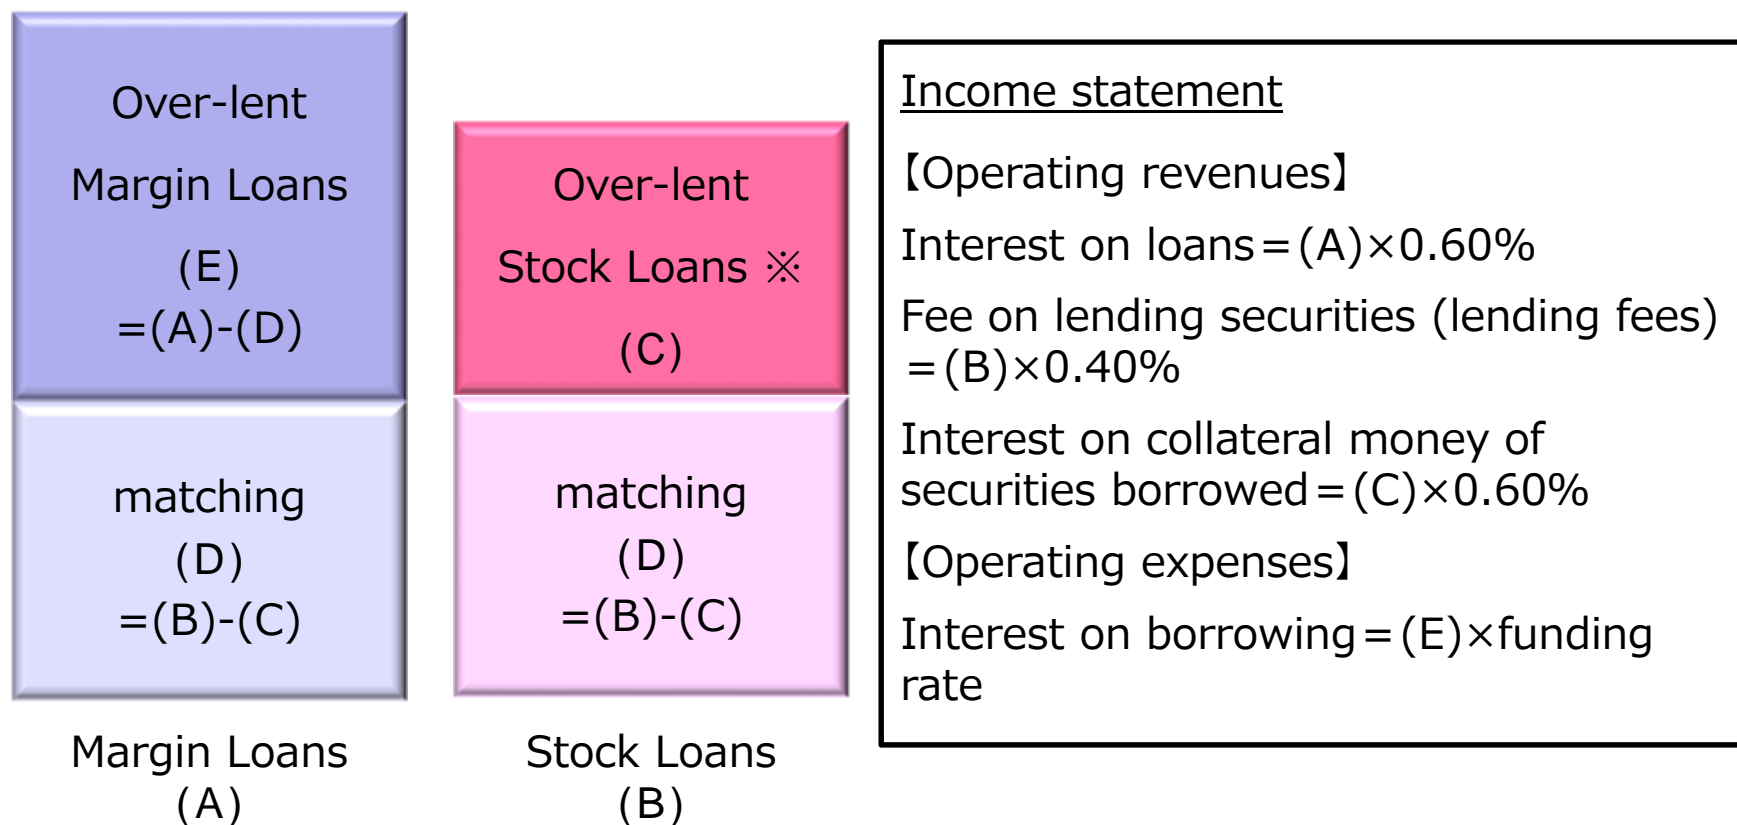 Over-lent
Margin Loans
(E)
=(A)-(D)
matching
(D)
=(B)-(C)
Margin Loans
(A)
Over-lent
Stock Loans ※
(C)
matching
(D)
=(B)-(C)
Stock Loans
(B)
Income statement
【Operating revenues】
Interest on loans=(A)×0.60%
Fee on lending securities (lending fees)
=(B)×0.40%
Interest on collateral money of
securities borrowed=(C)×0.60%
【Operating expenses】
Interest on borrowing=(E)×funding
rate